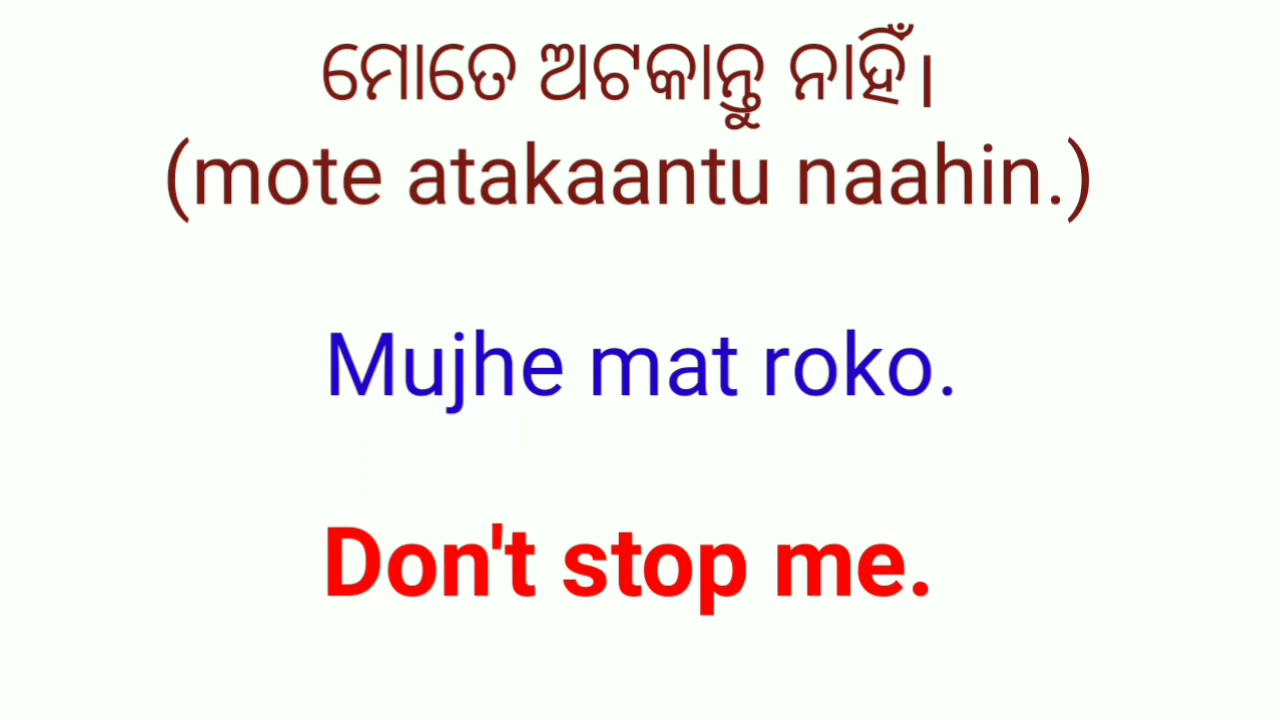 ମୋତେ ଅଟକାନ୍ତୁ ନାହିଁ।
(mote atakaantu naahin.)
Mujhe mat roko.
Don't stop me.